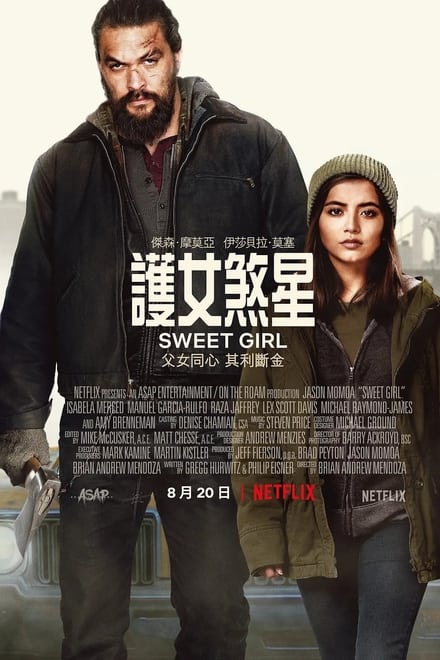 傑森·摩莫亞 伊莎貝拉·莫塞
護女煞星
SWEET GIRL
父女同心 其利斷金
NETFLIX PRESENTS AN ASAP ENTERTAINMENT / ON THE ROAM PRODUCTION JASON MOMOA "SWEET GIRL"
ISABELA MERCED MANUEL GARCIA-RULFO RAZA JAFFREY LEX SCOTT DAVIS MICHAEL RAYMOND-JAMES
AND AMY BRENNEMAN CASTING BY DENISE CHAMIAN, CSA MUSIC BY STEVEN PRICE COSTUME DESIGNER MICHAEL GROUND
EDITED BY MIKE McCUSKER, A.C.E. MATT CHESSÉ, A.C.E. PRODUCTION DESIGNER ANDREW MENZIES DIRECTOR OF PHOTOGRAPHY BARRY ACKROYD, BSC
EXECUTIVE PRODUCERS MARK KAMINE MARTIN KISTLER PRODUCED BY JEFF FIERSON, p.g.a. BRAD PEYTON JASON MOMOA
BRIAN ANDREW MENDOZA WRITTEN BY GREGG HURWITZ & PHILIP EISNER DIRECTED BY BRIAN ANDREW MENDOZA
ASAP
8月20日 | NETFLIX
NETFLIX